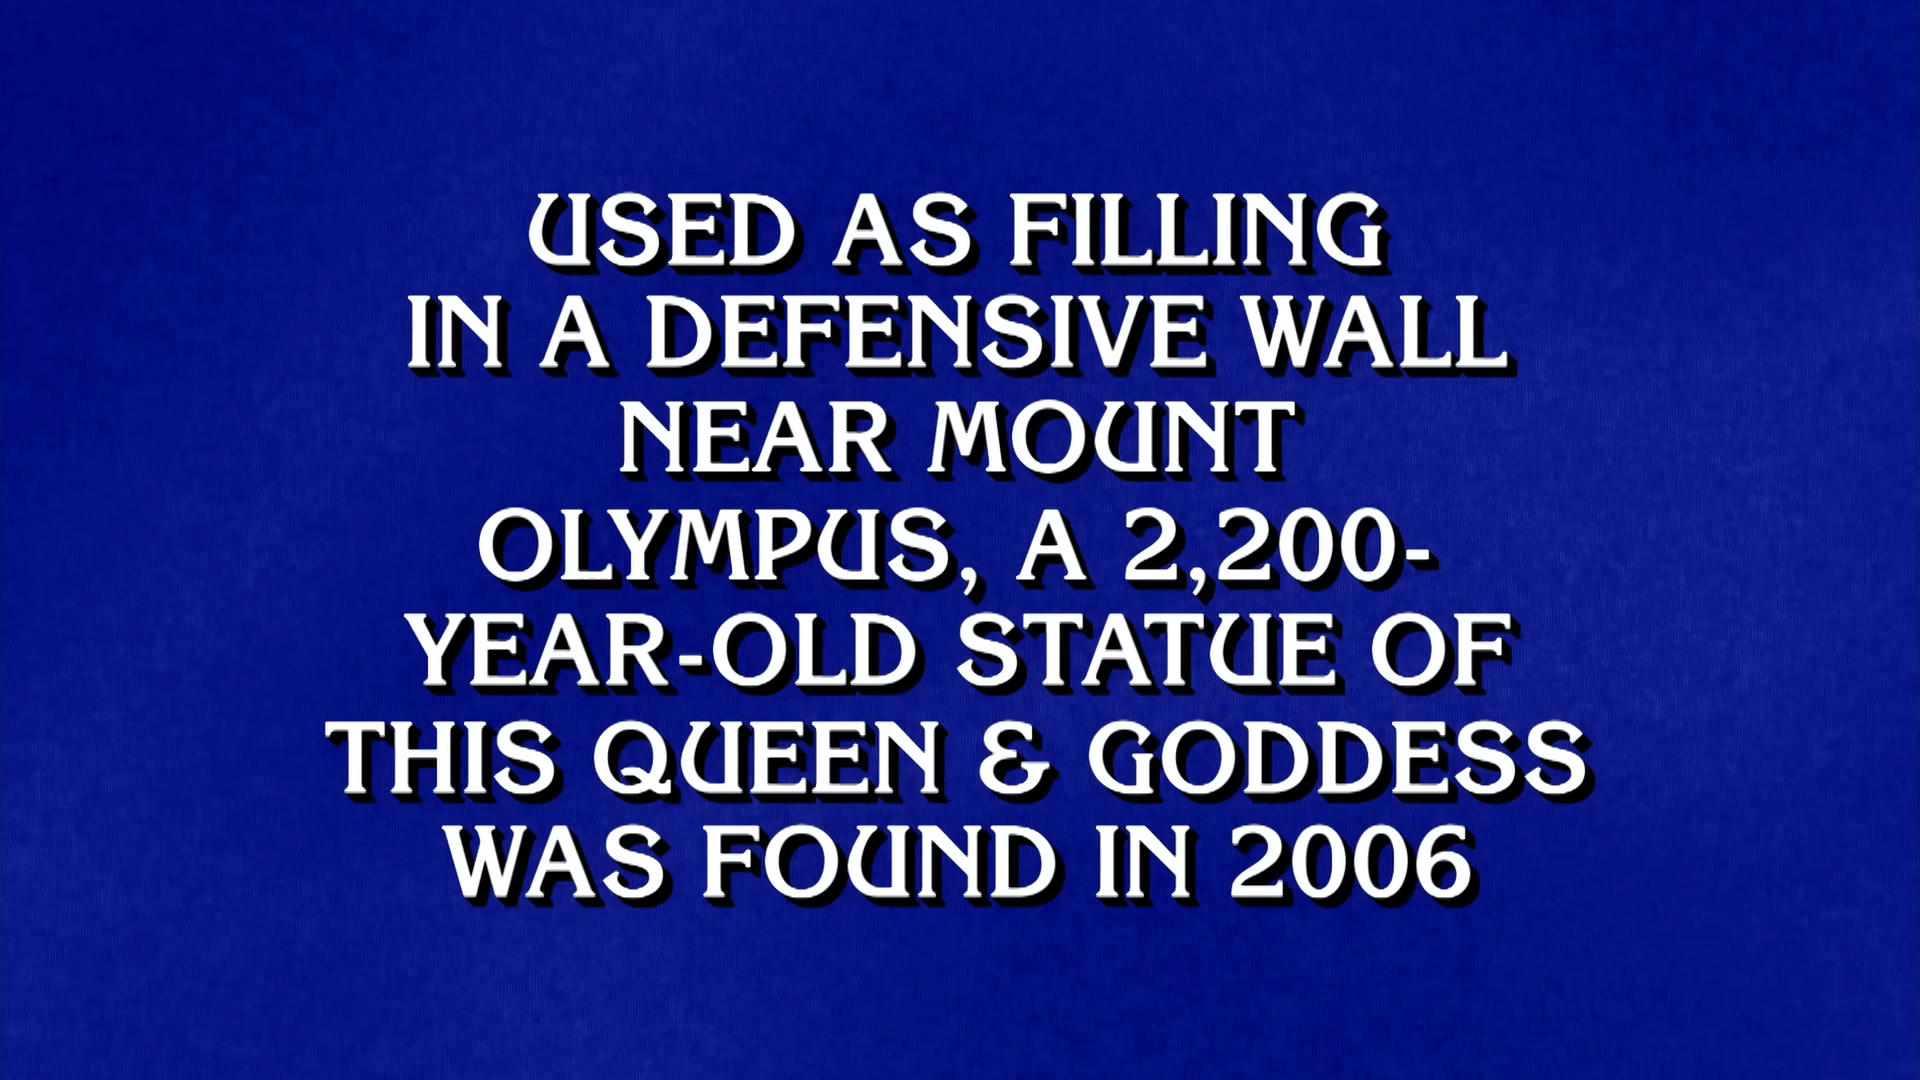 USED AS FILLING
IN A DEFENSIVE WALL
NEAR MOUNT
OLYMPUS, A 2,200-
YEAR-OLD STATUE OF
THIS QUEEN & GODDESS
WAS FOUND IN 2006